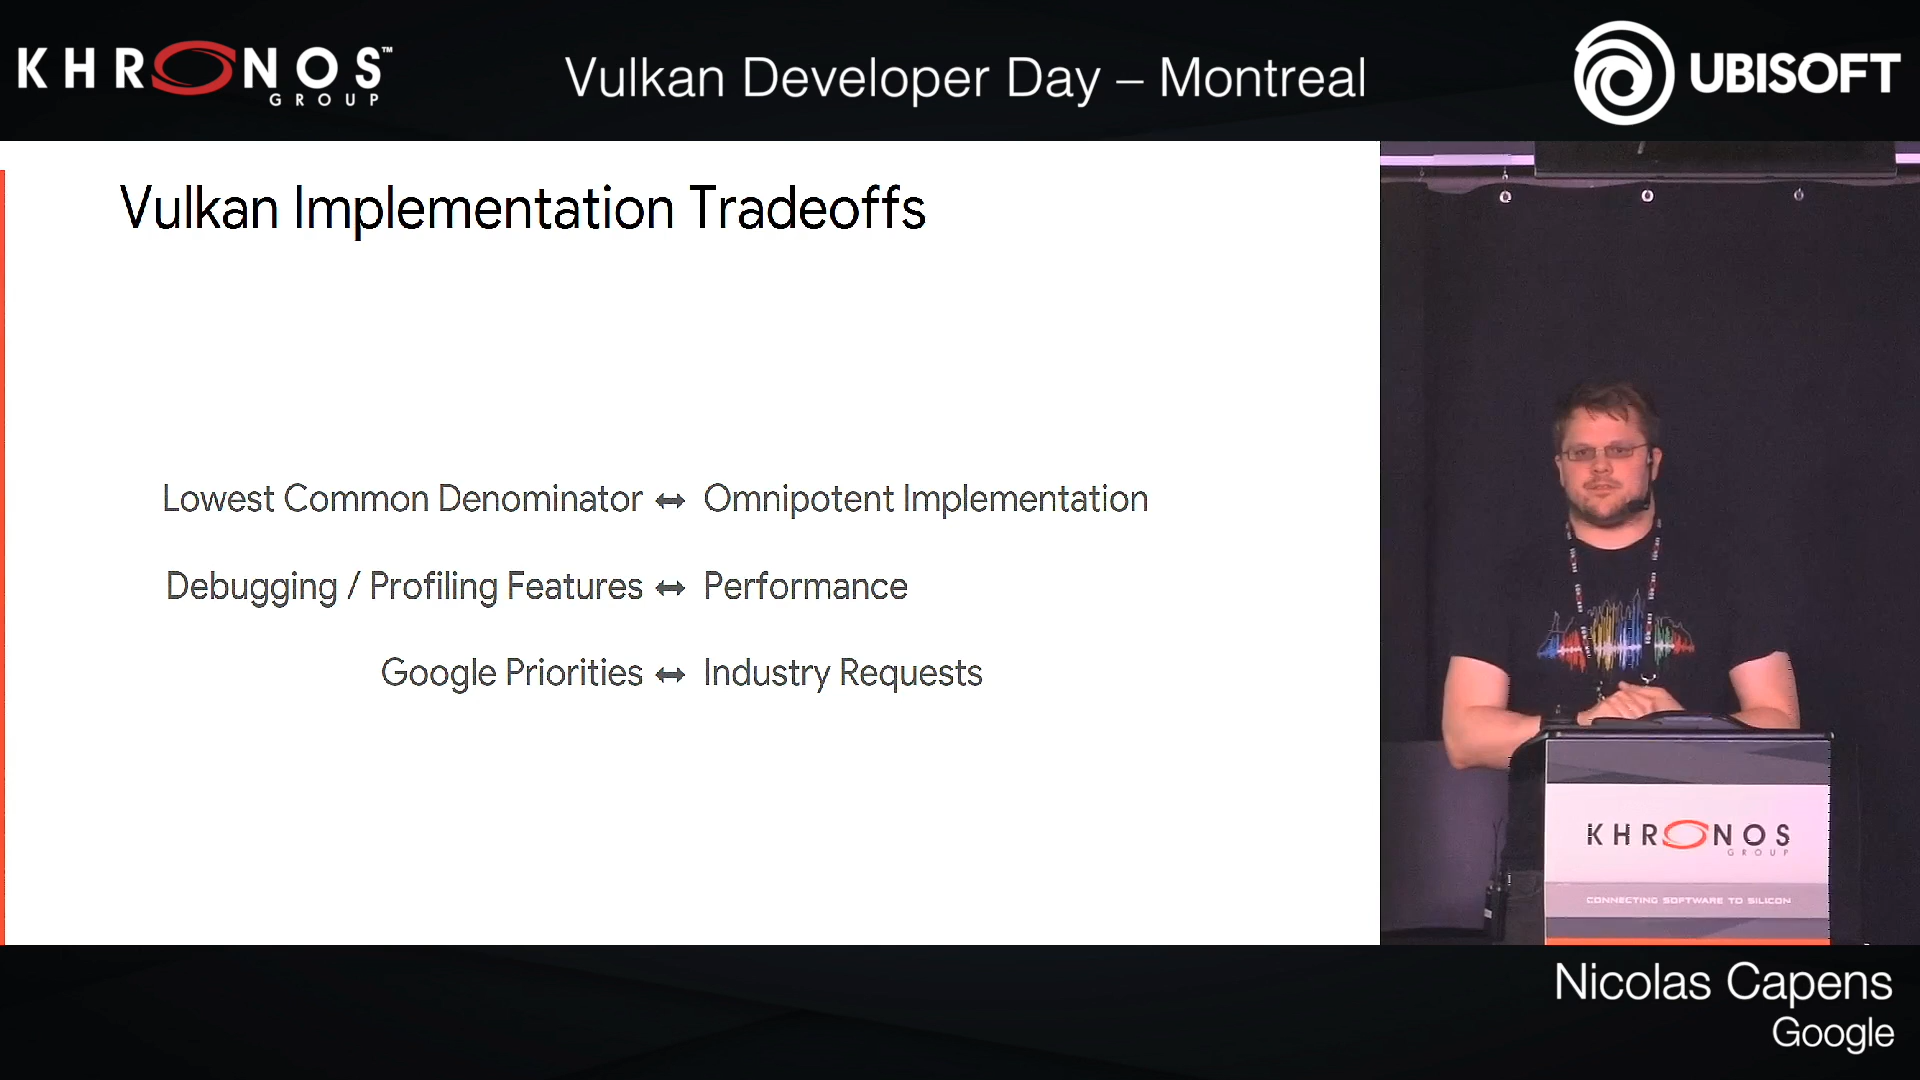 KHRONOS™
GROUP
Vulkan Developer Day – Montreal
UBISOFT
Vulkan Implementation Tradeoffs
Lowest Common Denominator ⬌ Omnipotent Implementation
Debugging / Profiling Features ⬌ Performance
Google Priorities ⬌ Industry Requests
KHRONOS
GROUP
CONNECTING SOFTWARE TO SILICON
Nicolas Capens
Google